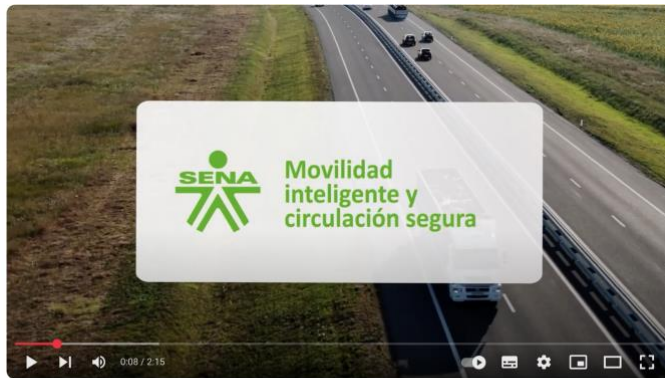 SENA
Movilidad
inteligente y
circulación segura
0:08 / 2:15